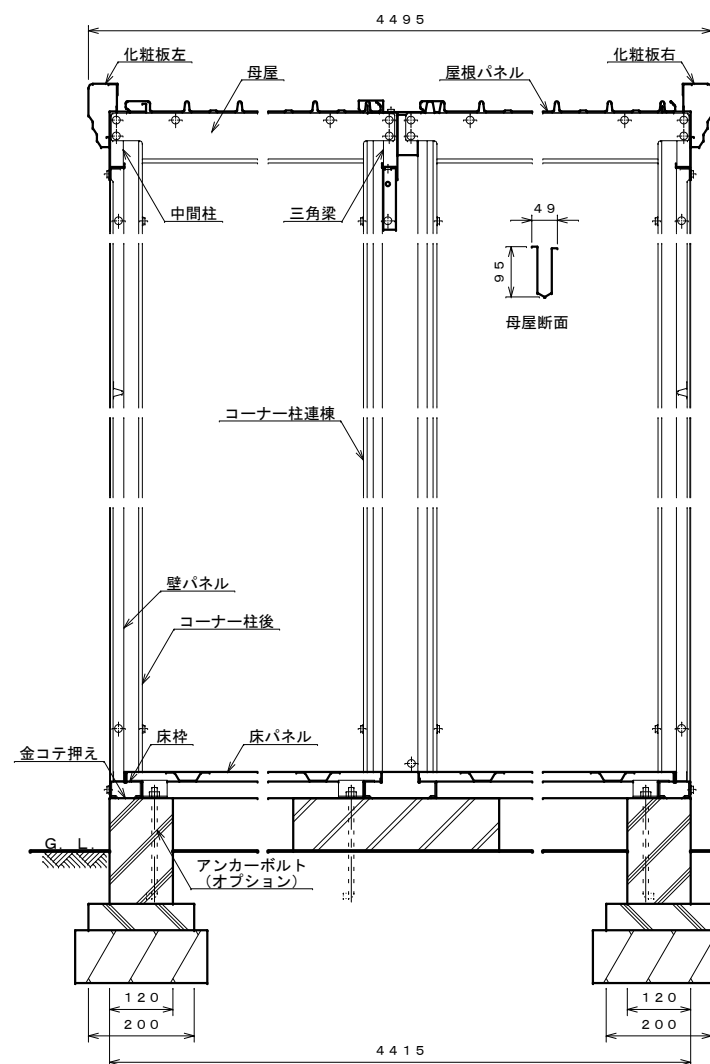 4495
化粧板左
化粧板右
母屋
屋根パネル
中間柱
三角梁
49
95
母屋断面
コーナー柱連棟
壁パネル
コーナー柱後
床枠
床パネル
金コテ押え
G. L.
アンカーボルト
(オプション)
120
120
200
200
4415